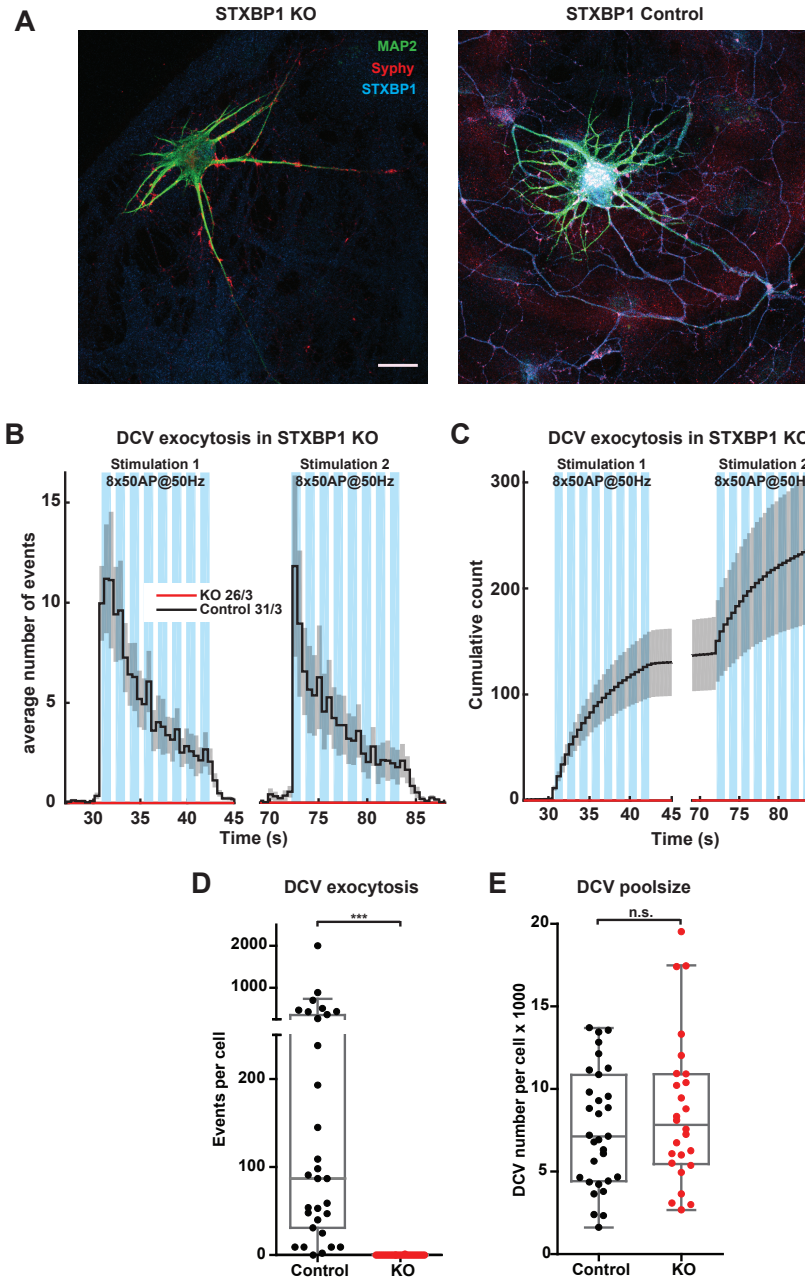 A
STXBP1 KO
STXBP1 Control
MAP2
Syphy
STXBP1
B
DCV exocytosis in STXBP1 KO
Stimulation 1
8x50AP@50Hz
Stimulation 2
8x50AP@50Hz
average number of events
15
10
5
0
KO 26/3
Control 31/3
30
35
40
45
70
75
80
85
Time (s)
C
DCV exocytosis in STXBP1 KO
Stimulation 1
8x50AP@50Hz
Stimulation 2
8x50AP@50Hz
Cumulative count
300
200
100
0
30
35
40
45
70
75
80
Time (s)
D
DCV exocytosis
***
Events per cell
2000
1000
200
100
0
Control
KO
E
DCV poolsize
n.s.
DCV number per cell x 1000
20
15
10
5
0
Control
KO